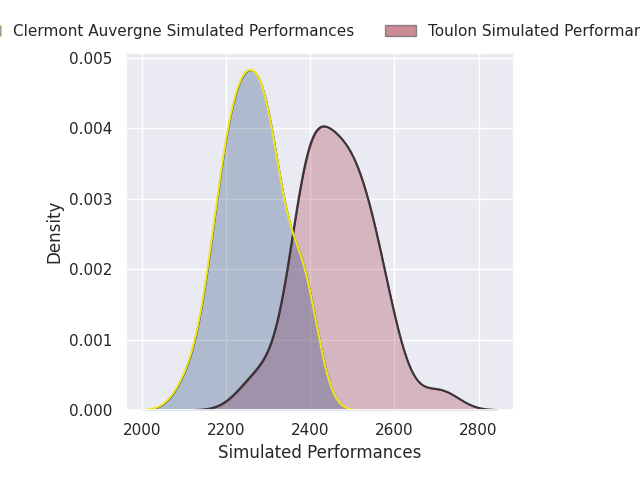 Clermont Auvergne Simulated Performances
Toulon Simulated
0.005
0.004
0.003
0.002
0.001
0.000
Density
2000 2200 2400 2600 2800
Simulated Performances